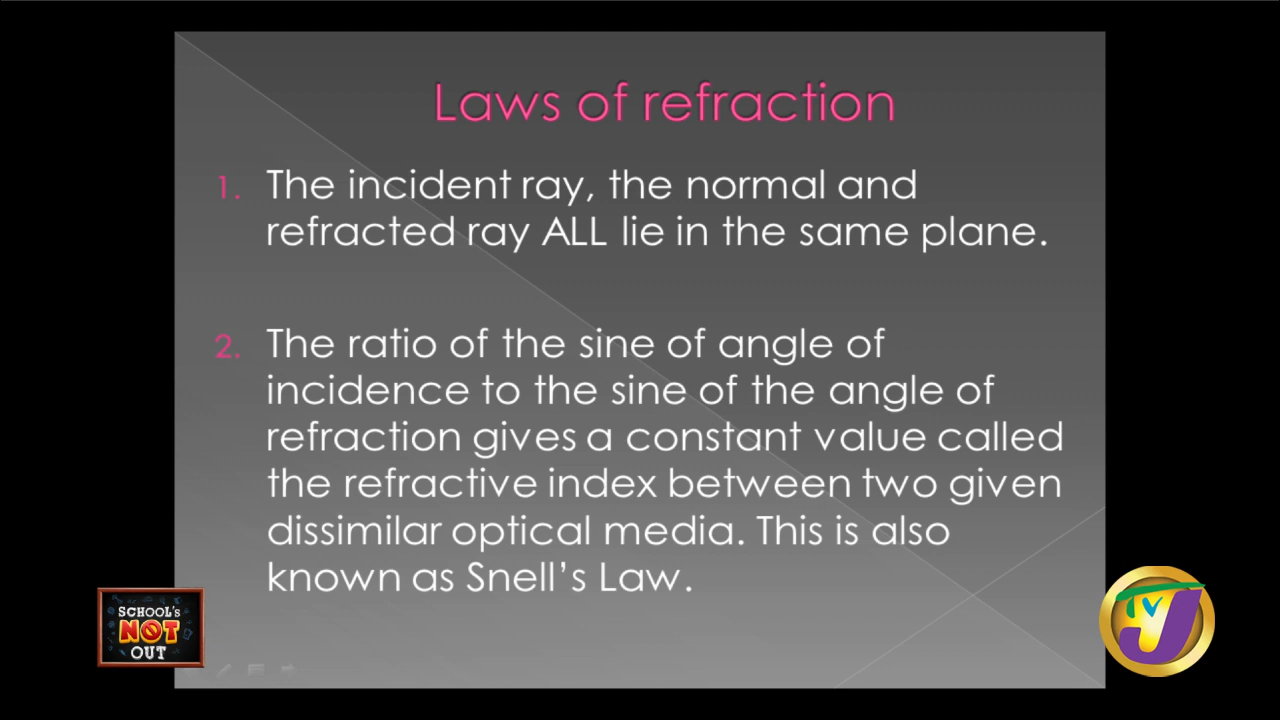 Laws of refraction
1. The incident ray, the normal and
refracted ray ALL lie in the same plane.
2. The ratio of the sine of angle of
incidence to the sine of the angle of
refraction gives a constant value called
the refractive index between two given
dissimilar optical media. This is also
known as Snell's Law.
SCHOOL'S
NOT
OUT
TVJ